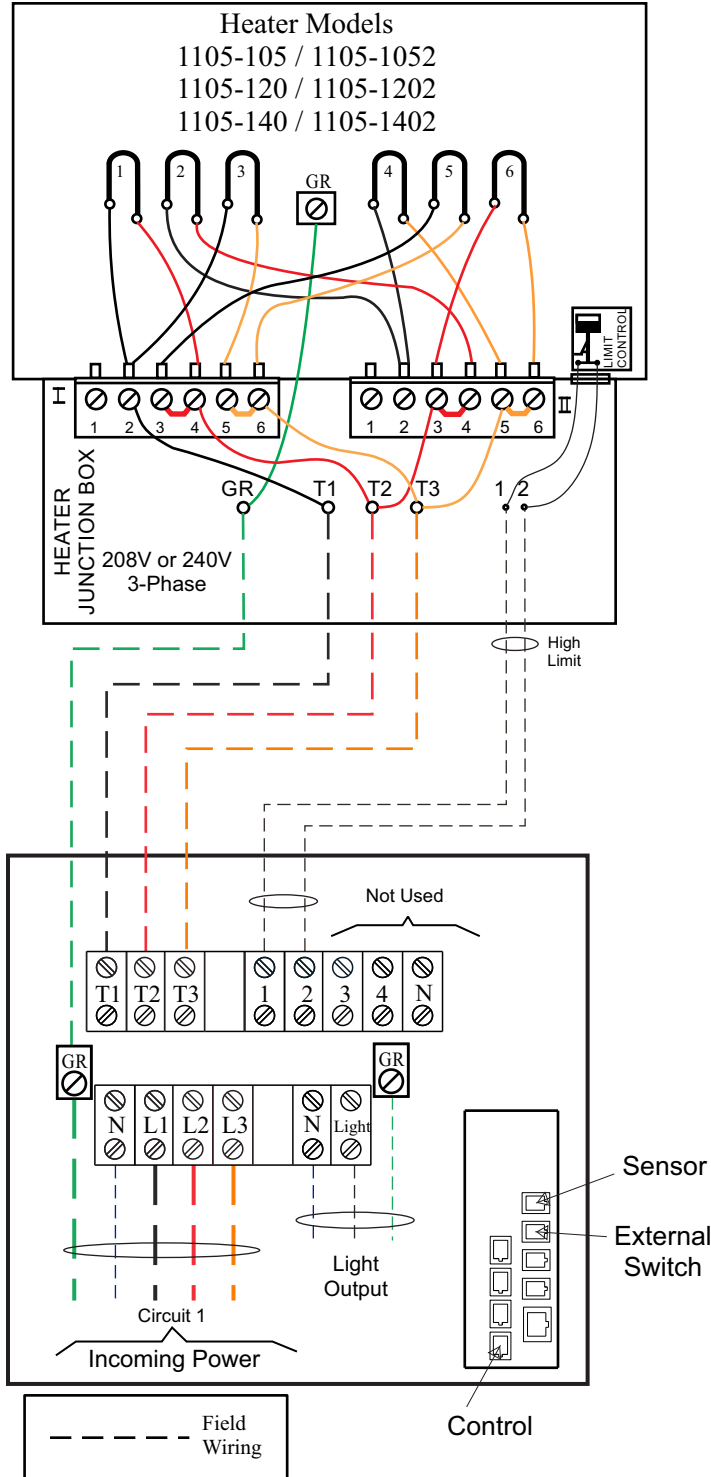 Heater Models
1105-105 / 1105-1052
1105-120 / 1105-1202
1105-140 / 1105-1402
1 2 3 GR 4 5 6
LIMIT
CONTROL
I
II
1 2 3 4 5 6
1 2 3 4 5 6
GR T1 T2 T3 1 2
HEATER
JUNCTION BOX
208V or 240V
3-Phase
High
Limit
Not Used
T1 T2 T3 1 2 3 4 N
GR
GR
N L1 L2 L3 N Light
Sensor
External
Switch
Light
Output
Circuit 1
Incoming Power
Control
Field
Wiring